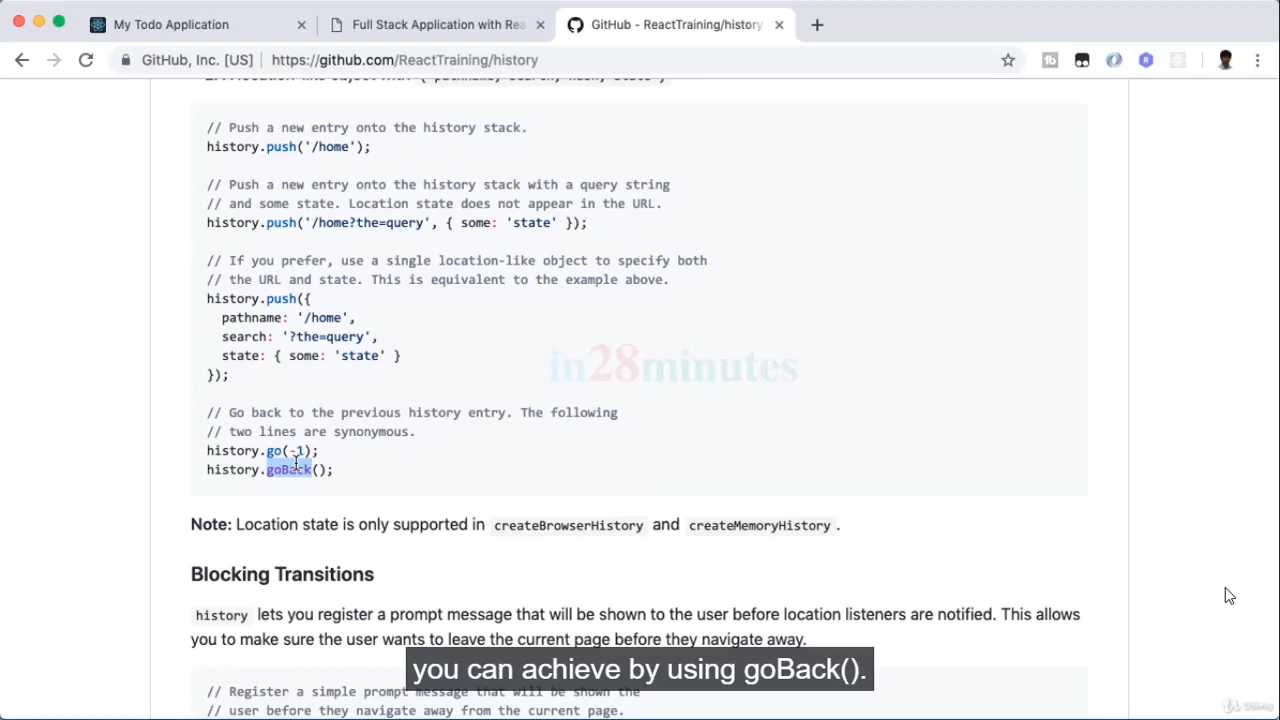 My Todo Application
Full Stack Application with Rea
GitHub - ReactTraining/history
GitHub, Inc. [US]
https://github.com/ReactTraining/history
// Push a new entry onto the history stack.
history.push('/home');
// Push a new entry onto the history stack with a query string
// and some state. Location state does not appear in the URL.
history.push('/home?the=query', { some: 'state' });
// If you prefer, use a single location-like object to specify both
// the URL and state. This is equivalent to the example above.
history.push({
pathname: '/home',
search: '?the=query',
state: { some: 'state' }
});
in28minutes
// Go back to the previous history entry. The following
// two lines are synonymous.
history.go(-1);
history.goBack();
Note: Location state is only supported in createBrowserHistory and createMemoryHistory.
Blocking Transitions
history lets you register a prompt message that will be shown to the user before location listeners are notified. This allows
you to make sure the user wants to leave the current page before they navigate away.
you can achieve by using goBack().
// Register a simple prompt message that will be shown the
// user before they navigate away from the current page.
Udemy